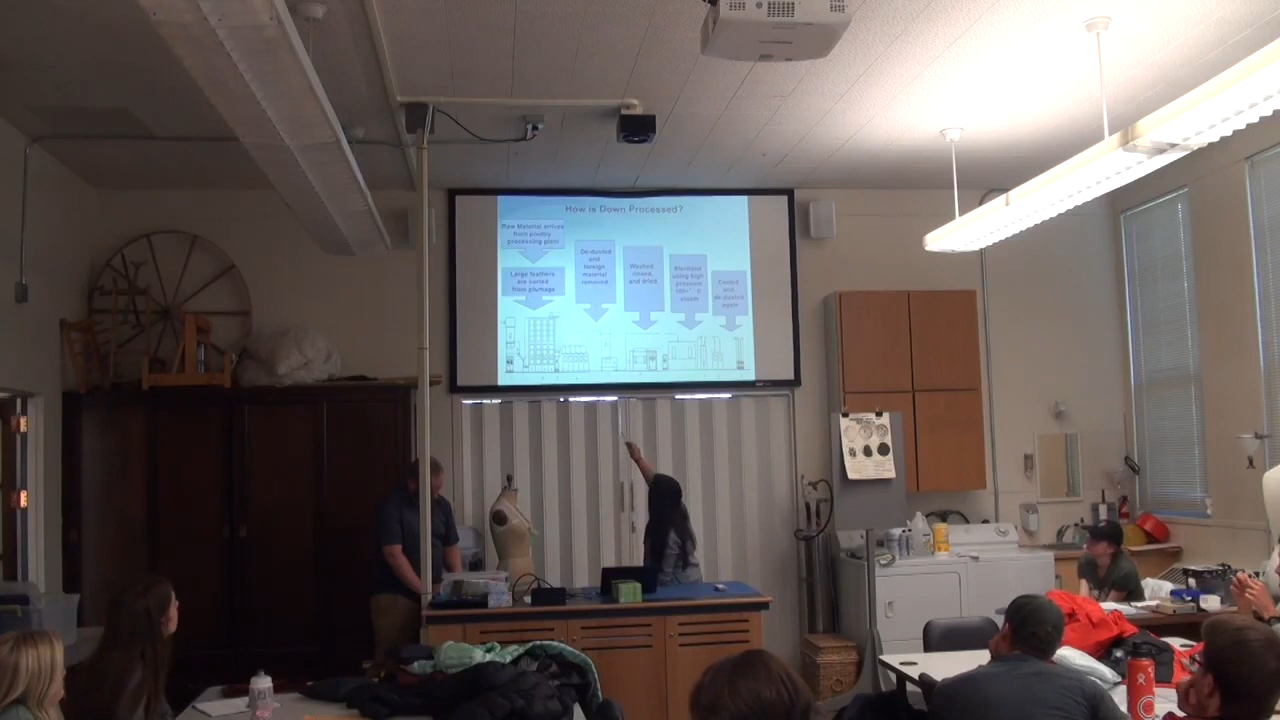 How is Down Processed?
Raw Material arrives
from poultry
processing plant
Large feathers
are sorted
from plumage
De-dusted
and
foreign
material
removed
Washed
rinsed,
and dried
Sterilized
using high
pressure
steam
Cooled
and
de-dusted
again